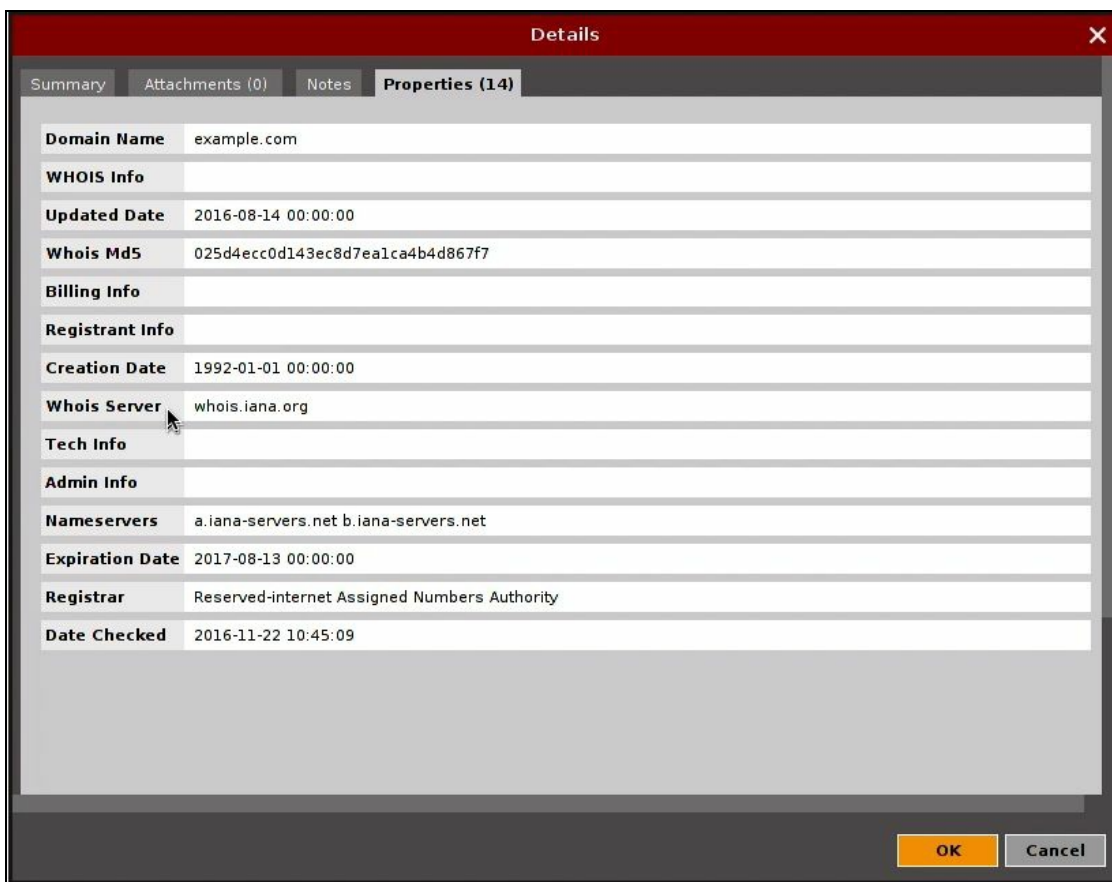 Details
Summary Attachments (0) Notes Properties (14)
Domain Name example.com
WHOIS Info
Updated Date 2016-08-14 00:00:00
Whois Md5 025d4ecc0d143ec8d7ea1ca4b4d867f7
Billing Info
Registrant Info
Creation Date 1992-01-01 00:00:00
Whois Server whois.iana.org
Tech Info
Admin Info
Nameservers a.iana-servers.net b.iana-servers.net
Expiration Date 2017-08-13 00:00:00
Registrar Reserved-internet Assigned Numbers Authority
Date Checked 2016-11-22 10:45:09
OK Cancel